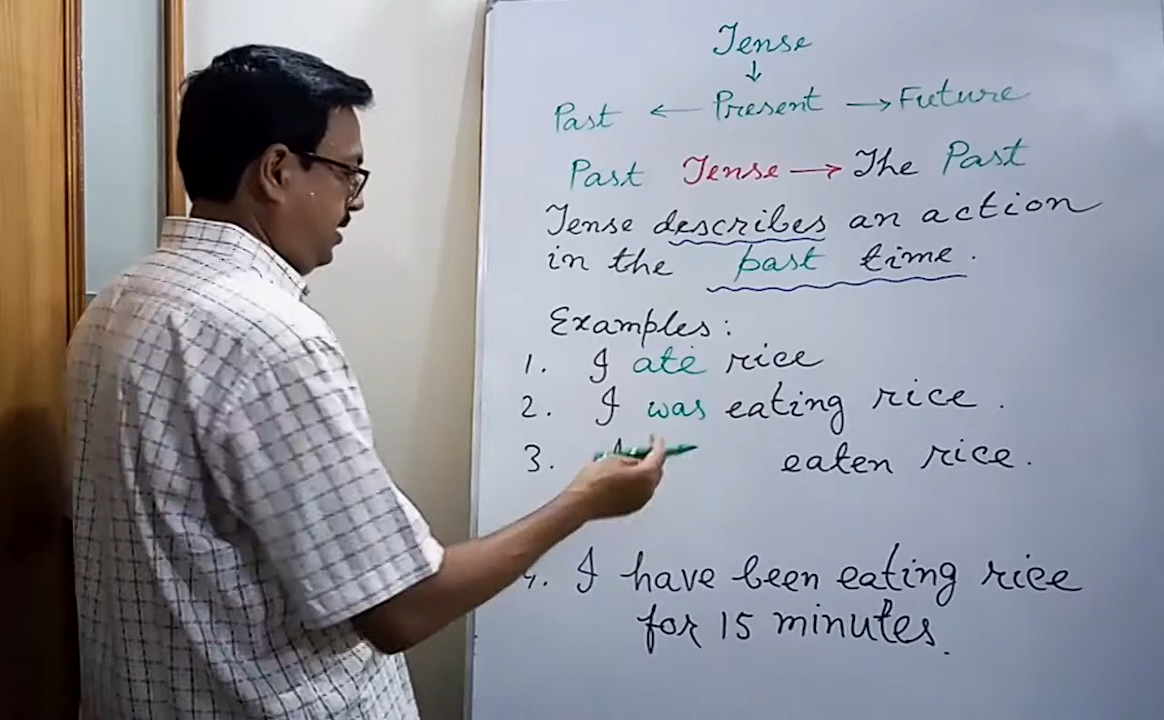 Tense
↓
Past ← Present → Future
Past Tense → The Past
Tense describes an action
in the past time.
Examples:
1. I ate rice
2. I was eating rice.
3. I eaten rice.
4. I have been eating rice
for 15 minutes.